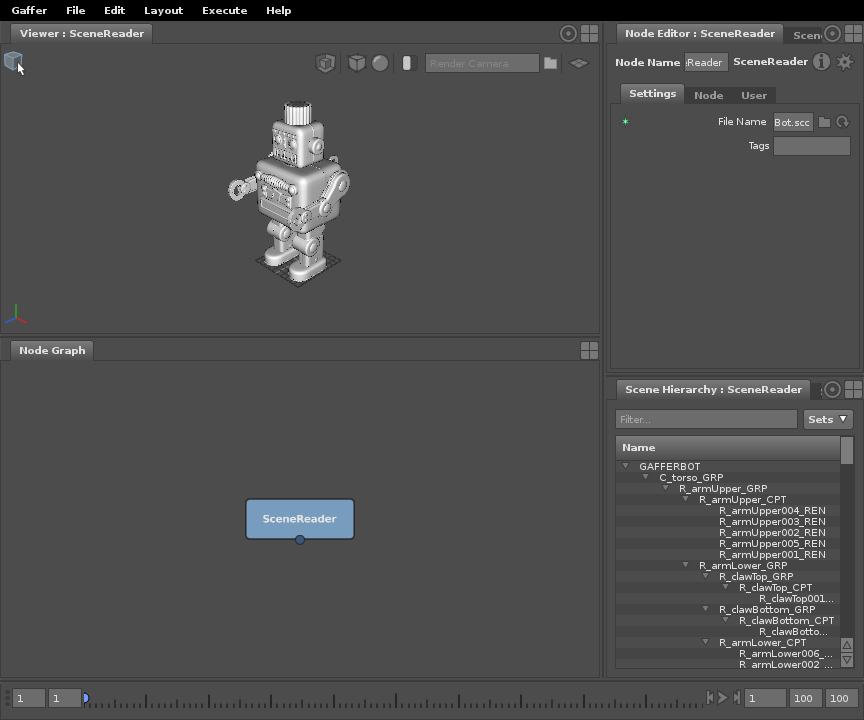 Gaffer File Edit Layout Execute Help
Viewer : SceneReader
Render Camera
Node Graph
SceneReader
Node Editor : SceneReader
Scen
Node Name
:Reader
SceneReader
Settings Node User
File Name
Bot.scc
Tags
Scene Hierarchy : SceneReader
Filter...
Sets
Name
GAFFERBOT
C_torso_GRP
R_armUpper_GRP
R_armUpper_CPT
R_armUpper004_REN
R_armUpper003_REN
R_armUpper002_REN
R_armUpper005_REN
R_armUpper001_REN
R_armLower_GRP
R_clawTop_GRP
R_clawTop_CPT
R_clawTop001...
R_clawBottom_GRP
R_clawBottom_CPT
R_clawBotto...
R_armLower_CPT
R_armLower006_...
R_armLower002_...
1 1 1 100 100